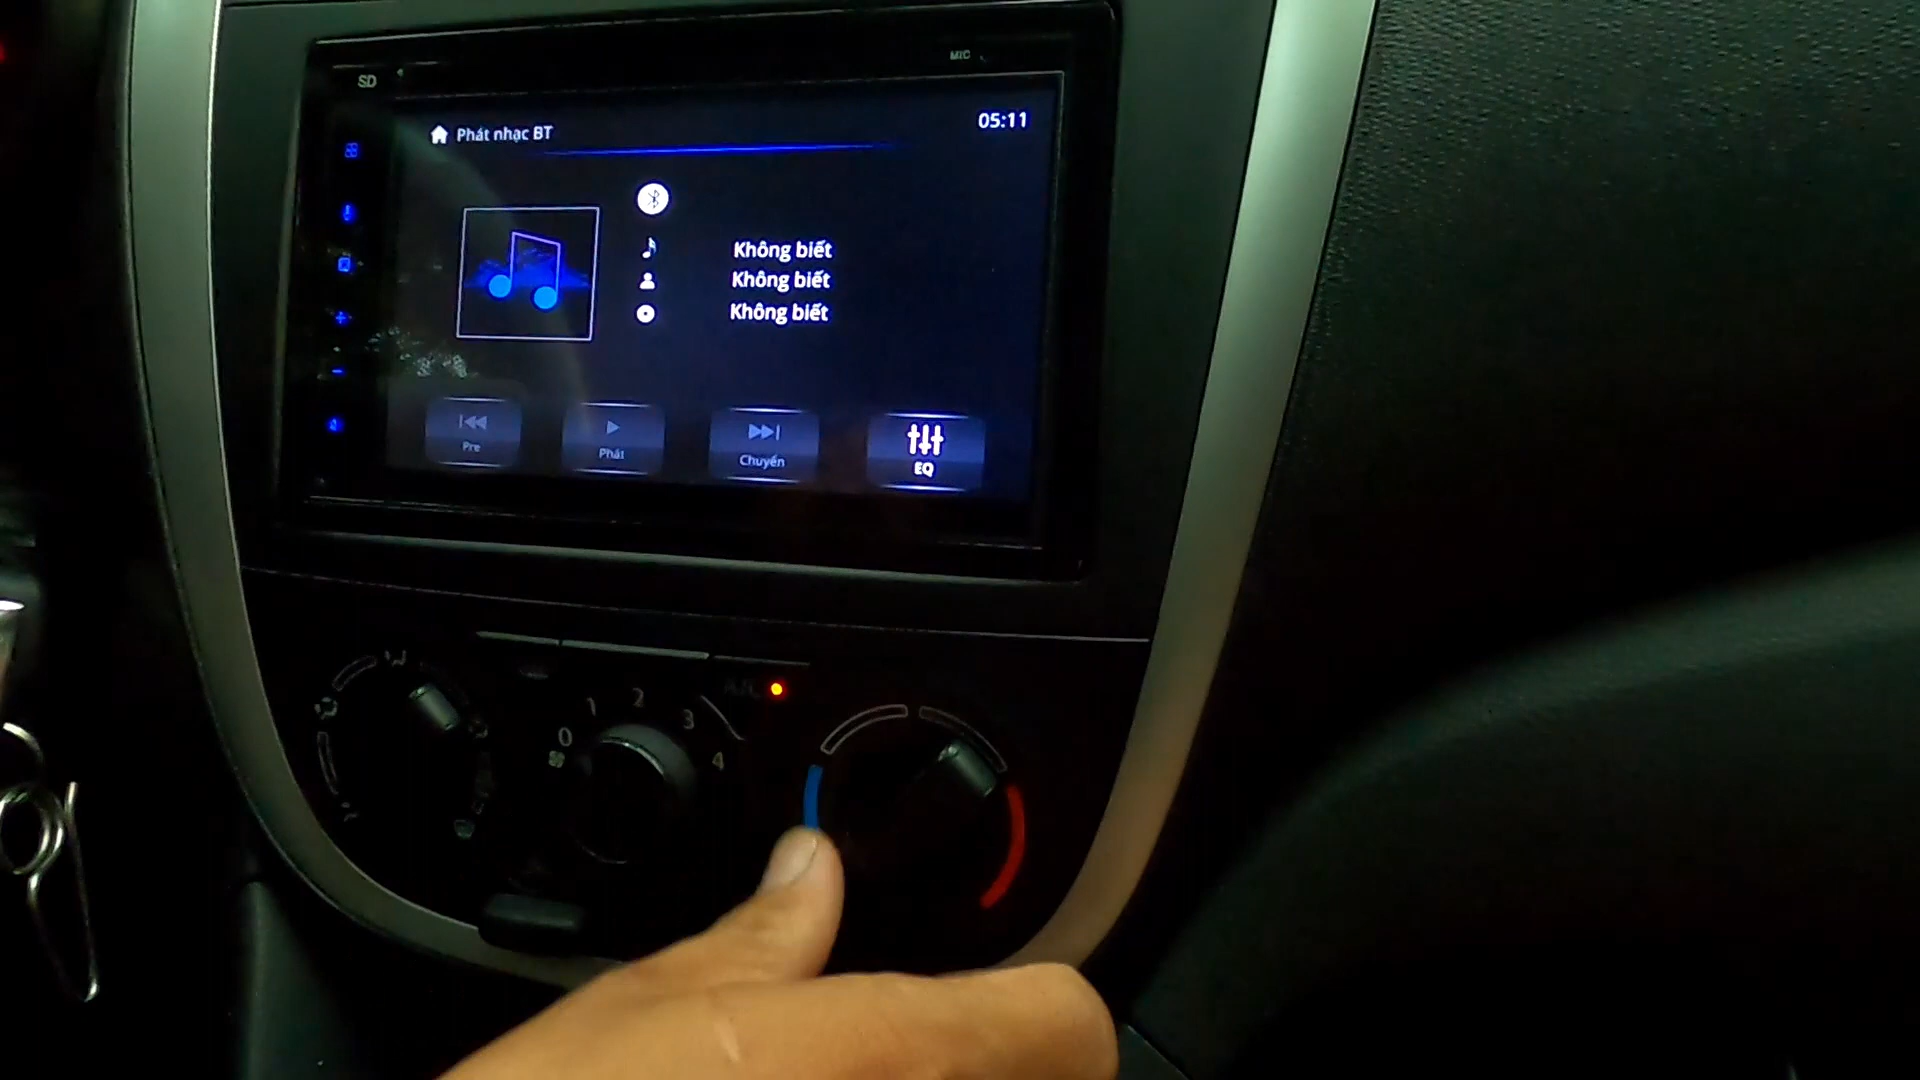 SD
MIC
Phát nhạc BT
05:11
Không biết
Không biết
Không biết
Pre
Phát
Chuyển
EQ
0
1
2
3
4